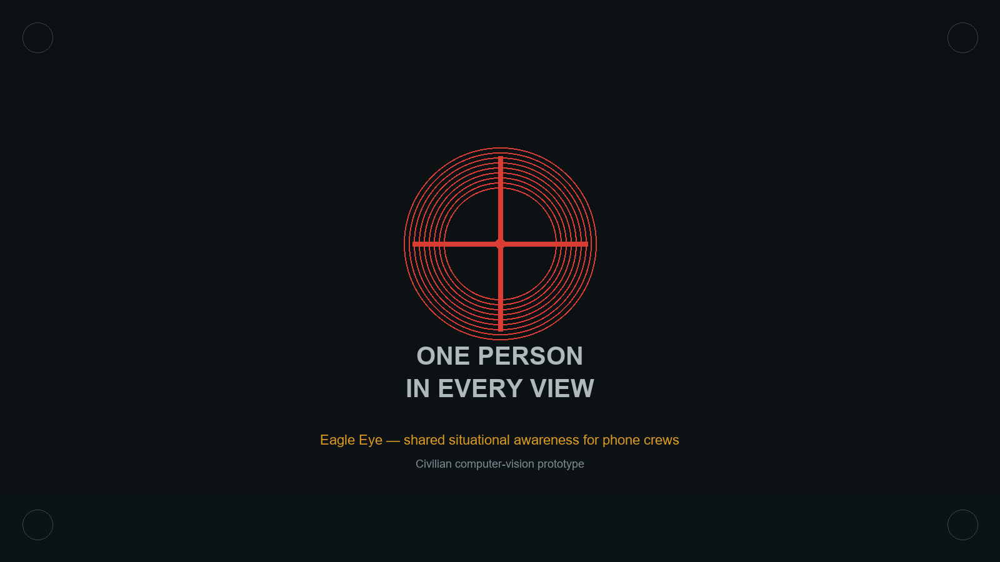 ONE PERSON
IN EVERY VIEW
Eagle Eye — shared situational awareness for phone crews
Civilian computer-vision prototype